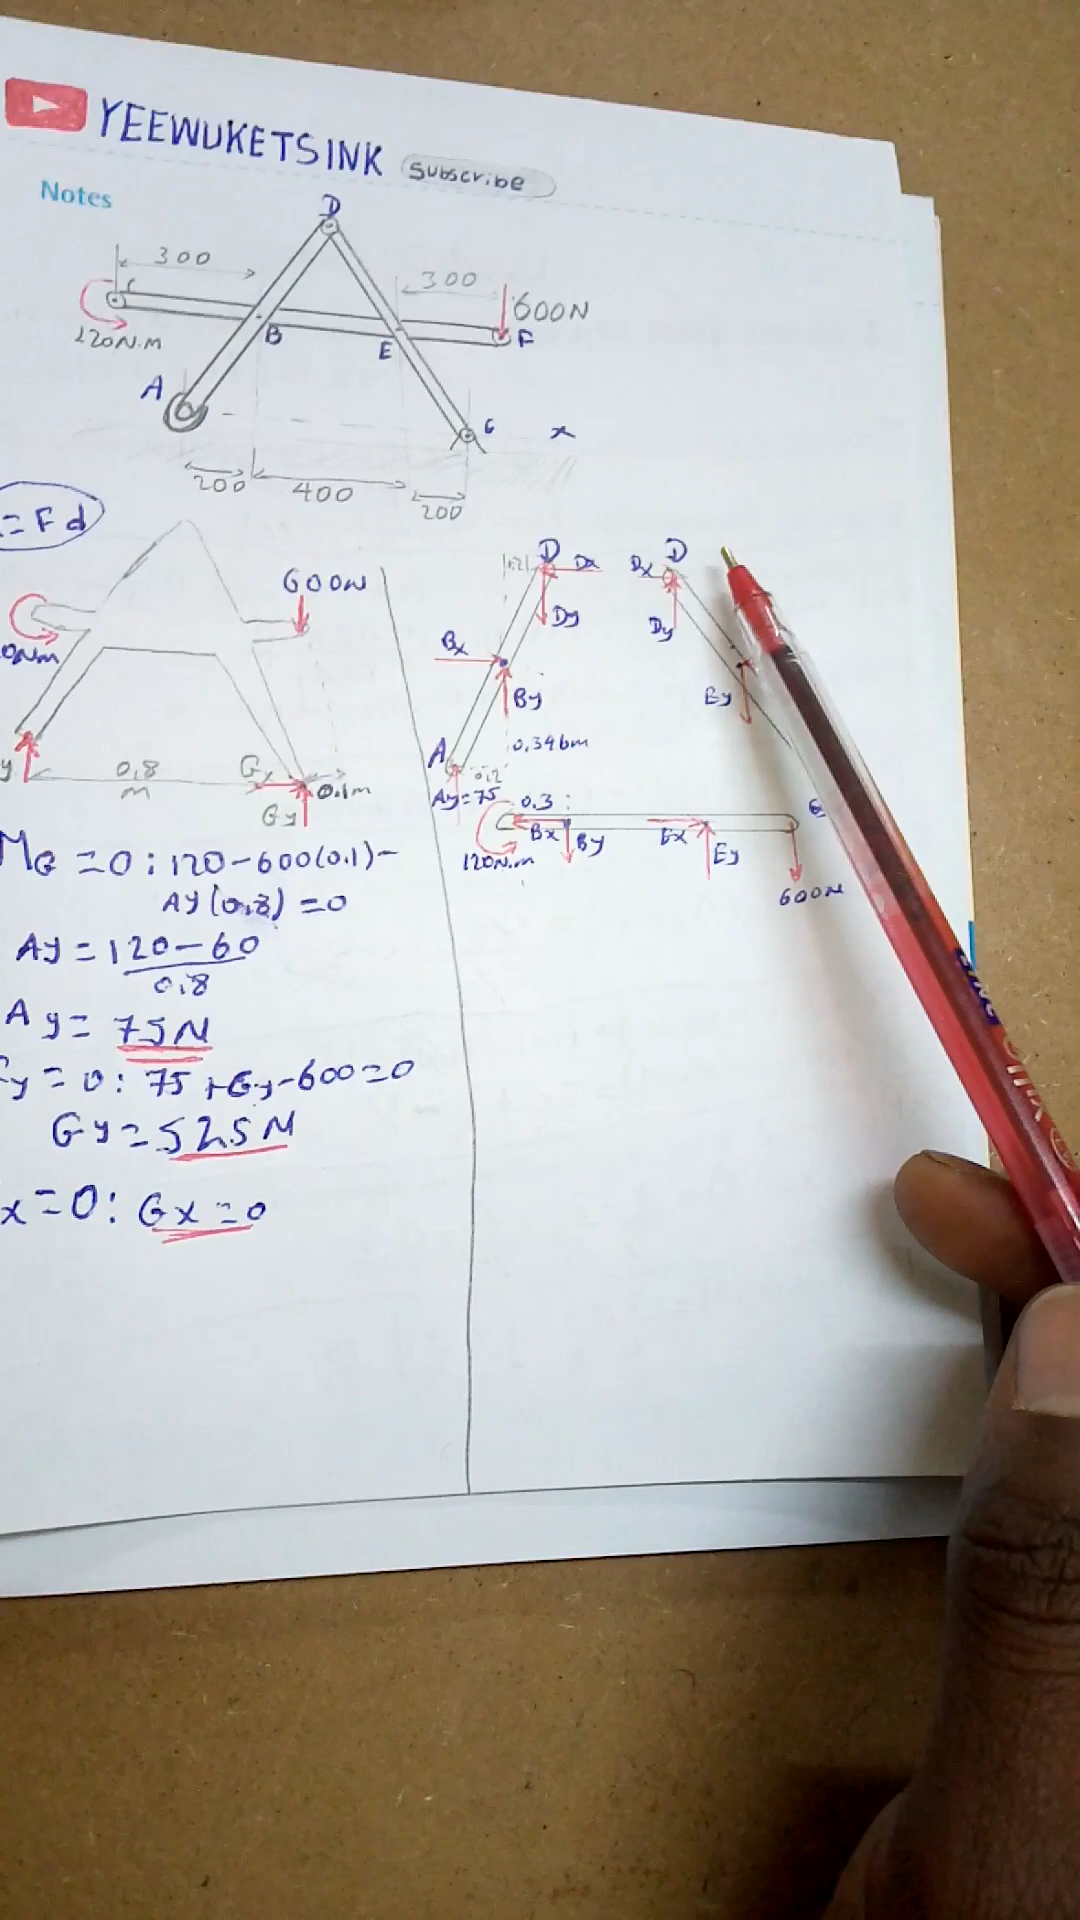 YEEWUKETSINK
subscribe
Notes
D
300
300
C
600N
120N.m
B
E
F
A
G
x
200
400
200
= Fd
600N
0Nm
y
0,8
m
Gx
0.1m
Gy
MG = 0 : 120 - 600(0.1) -
Ay (0.8) = 0
Ay = 120 - 60
0.8
Ay = 75N
y = 0 : 75 + Gy - 600 = 0
Gy = 525N
x = 0 : Gx = 0
D
Dx
Dy
Bx
By
A
0,346m
0.2
Ay = 75
Dx
D
Dy
Ey
G
0.3
Bx
By
Ex
Ey
120N.m
600N